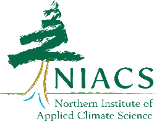 NIACS
Northern Institute of
Applied Climate Science